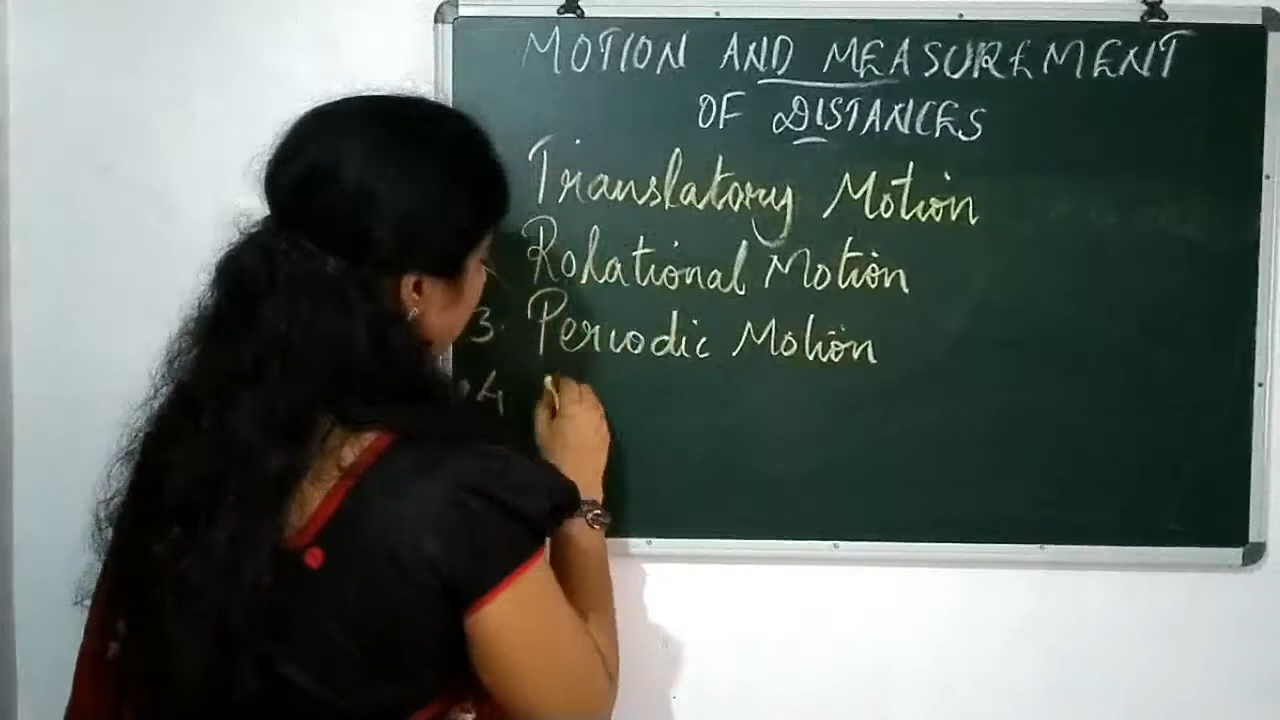 MOTION AND MEASUREMENT
OF DISTANCES
Translatory Motion
Rotational Motion
3. Periodic Motion
4